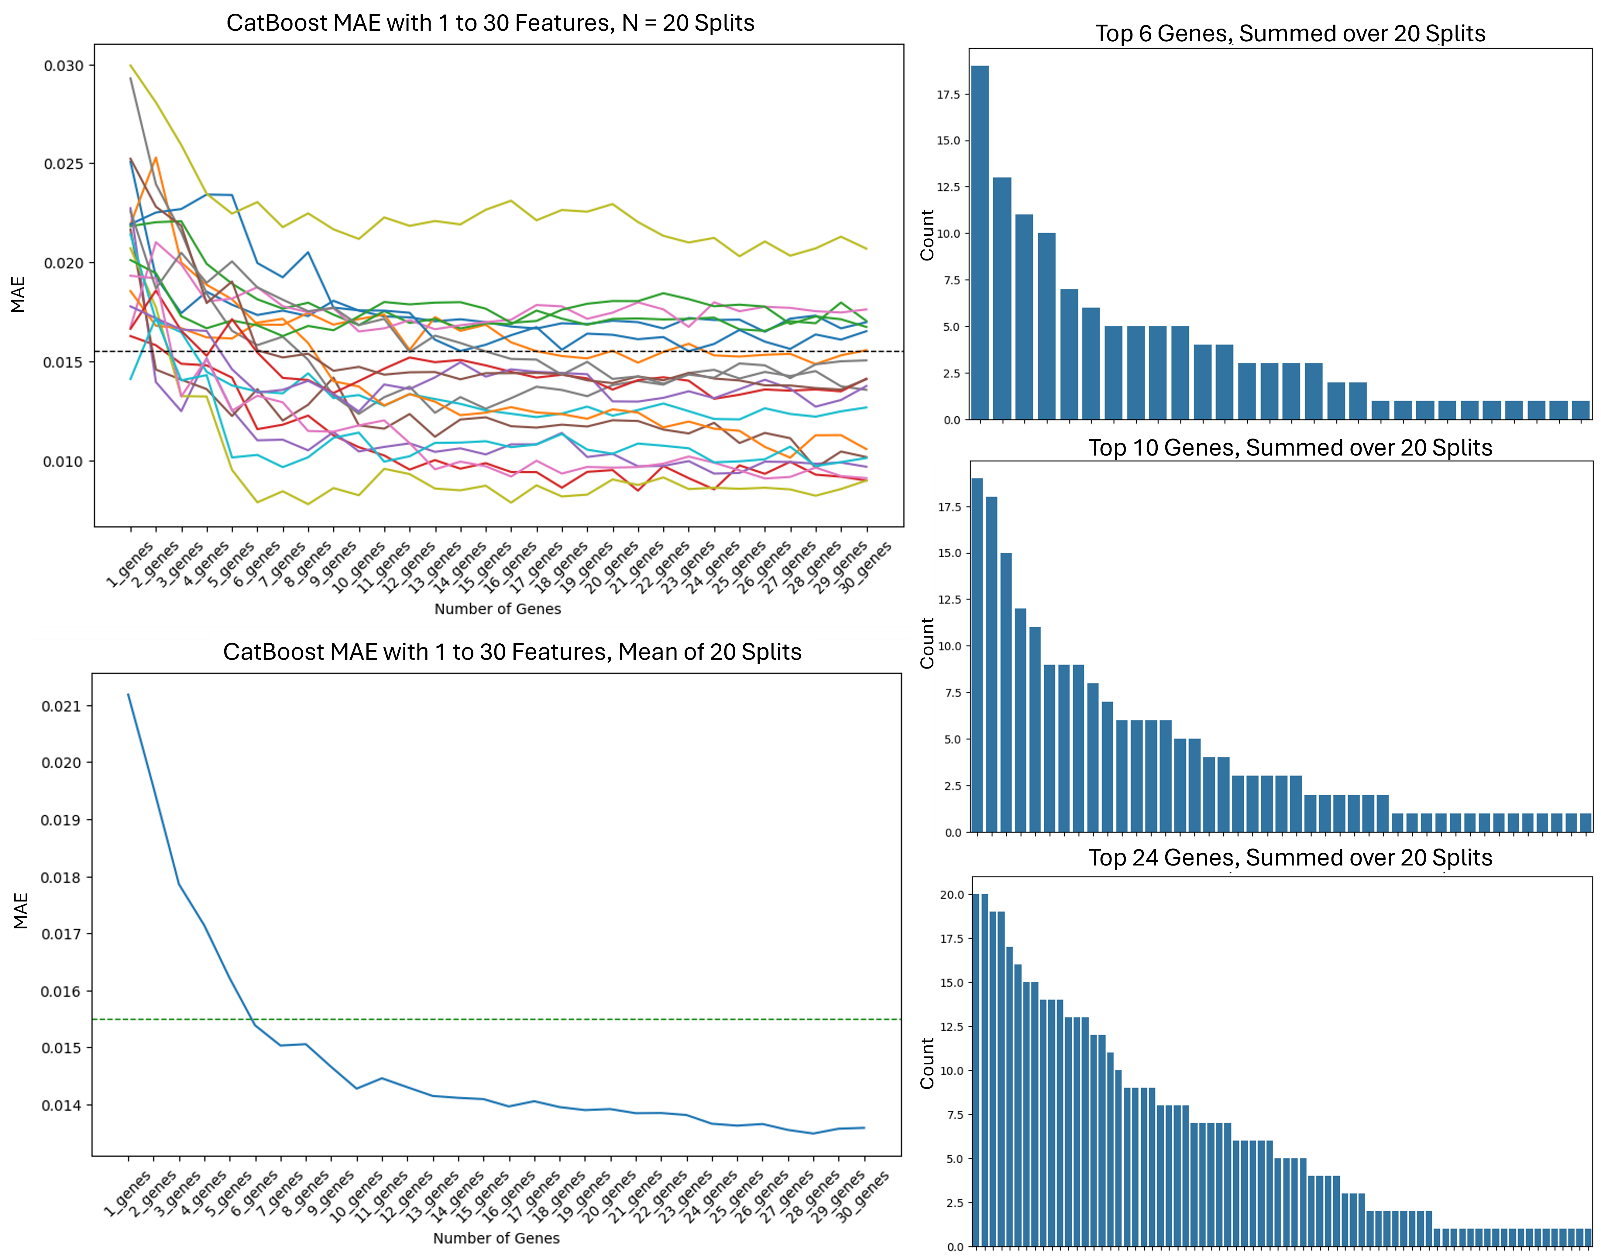 CatBoost MAE with 1 to 30 Features, N = 20 Splits
MAE
0.030
0.025
0.020
0.015
0.010
1_genes
2_genes
3_genes
4_genes
5_genes
6_genes
7_genes
8_genes
9_genes
10_genes
11_genes
12_genes
13_genes
14_genes
15_genes
16_genes
17_genes
18_genes
19_genes
20_genes
21_genes
22_genes
23_genes
24_genes
25_genes
26_genes
27_genes
28_genes
29_genes
30_genes
Number of Genes
CatBoost MAE with 1 to 30 Features, Mean of 20 Splits
MAE
0.021
0.020
0.019
0.018
0.017
0.016
0.015
0.014
1_genes
2_genes
3_genes
4_genes
5_genes
6_genes
7_genes
8_genes
9_genes
10_genes
11_genes
12_genes
13_genes
14_genes
15_genes
16_genes
17_genes
18_genes
19_genes
20_genes
21_genes
22_genes
23_genes
24_genes
25_genes
26_genes
27_genes
28_genes
29_genes
30_genes
Number of Genes
Top 6 Genes, Summed over 20 Splits
Count
17.5
15.0
12.5
10.0
7.5
5.0
2.5
0.0
Top 10 Genes, Summed over 20 Splits
Count
17.5
15.0
12.5
10.0
7.5
5.0
2.5
0.0
Top 24 Genes, Summed over 20 Splits
Count
20.0
17.5
15.0
12.5
10.0
7.5
5.0
2.5
0.0